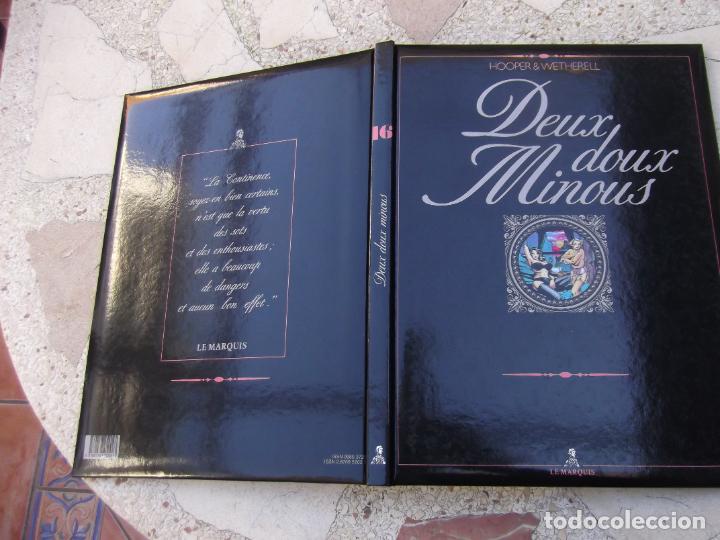 "La Continence,
soyez-en bien certains,
n'est que la vertu
des sots
et des enthousiastes ;
elle a beaucoup
de dangers
et aucun bon effet."
LE MARQUIS
16
Deux doux minous
HOOPER & WETHERELL
Deux
doux
Minous
LE MARQUIS
todocoleccion.net